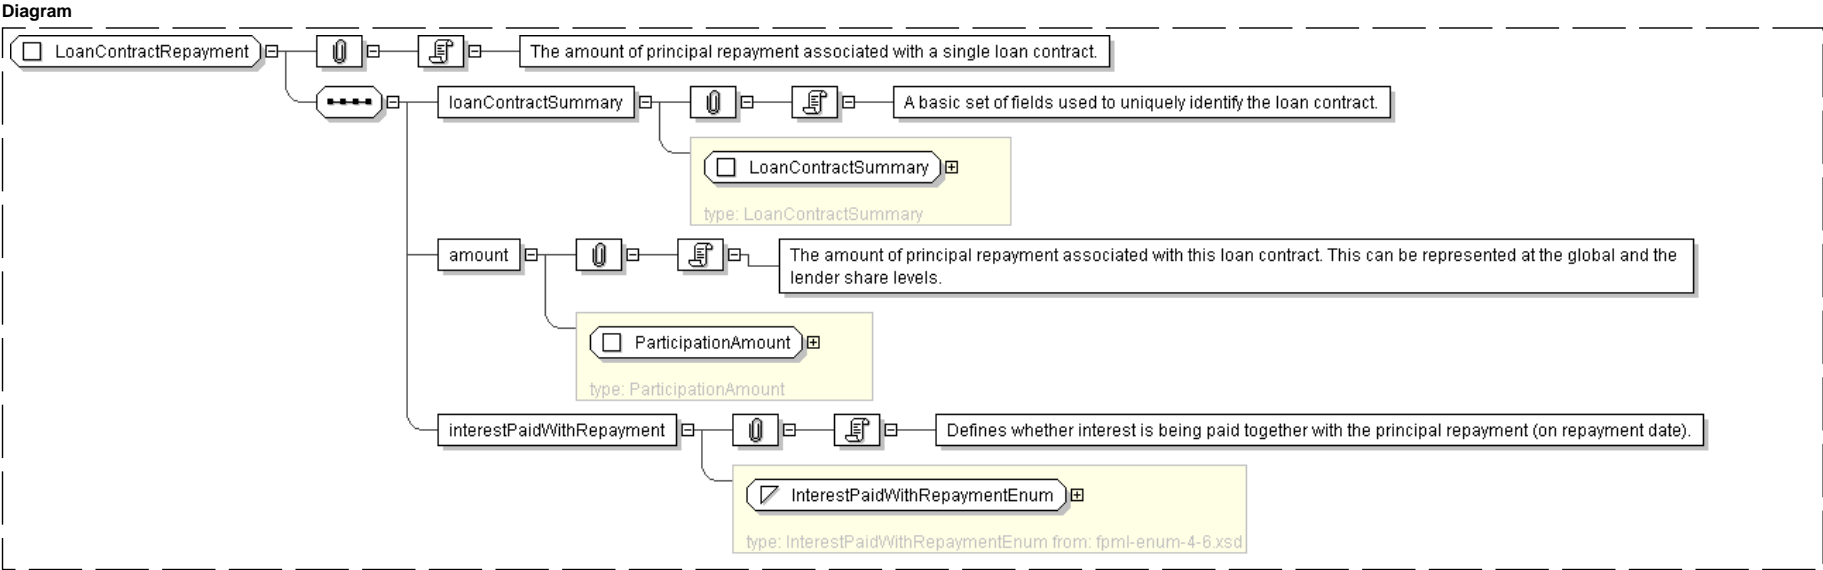 Diagram
LoanContractRepayment
The amount of principal repayment associated with a single loan contract.
loanContractSummary
A basic set of fields used to uniquely identify the loan contract.
LoanContractSummary
type: LoanContractSummary
amount
The amount of principal repayment associated with this loan contract. This can be represented at the global and the
lender share levels.
ParticipationAmount
type: ParticipationAmount
interestPaidWithRepayment
Defines whether interest is being paid together with the principal repayment (on repayment date).
InterestPaidWithRepaymentEnum
type: InterestPaidWithRepaymentEnum from: fpml-enum-4-6.xsd